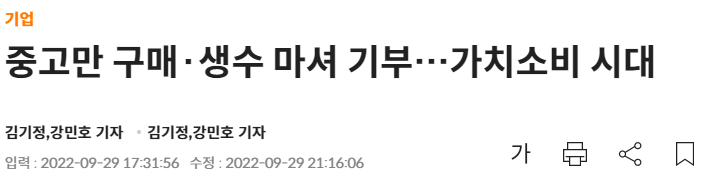 기업
중고만 구매·생수 마셔 기부…가치소비 시대
김기정,강민호 기자 • 김기정,강민호 기자
입력 : 2022-09-29 17:31:56 수정 : 2022-09-29 21:16:06 가